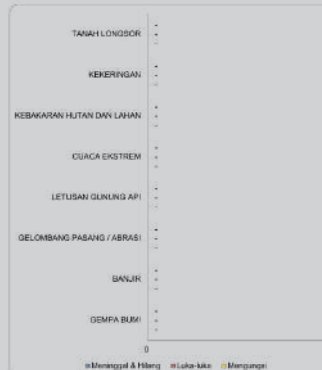 TANAH LONGSOR
-
-
KEKERINGAN
-
-
KEBAKARAN HUTAN DAN LAHAN
-
-
CUACA EKSTREM
-
-
LETUSAN GUNUNG API
-
-
GELOMBANG PASANG / ABRASI
-
-
BANJIR
-
-
GEMPA BUMI
-
-
0
Meninggal & Hilang Luka-luka Mengungsi